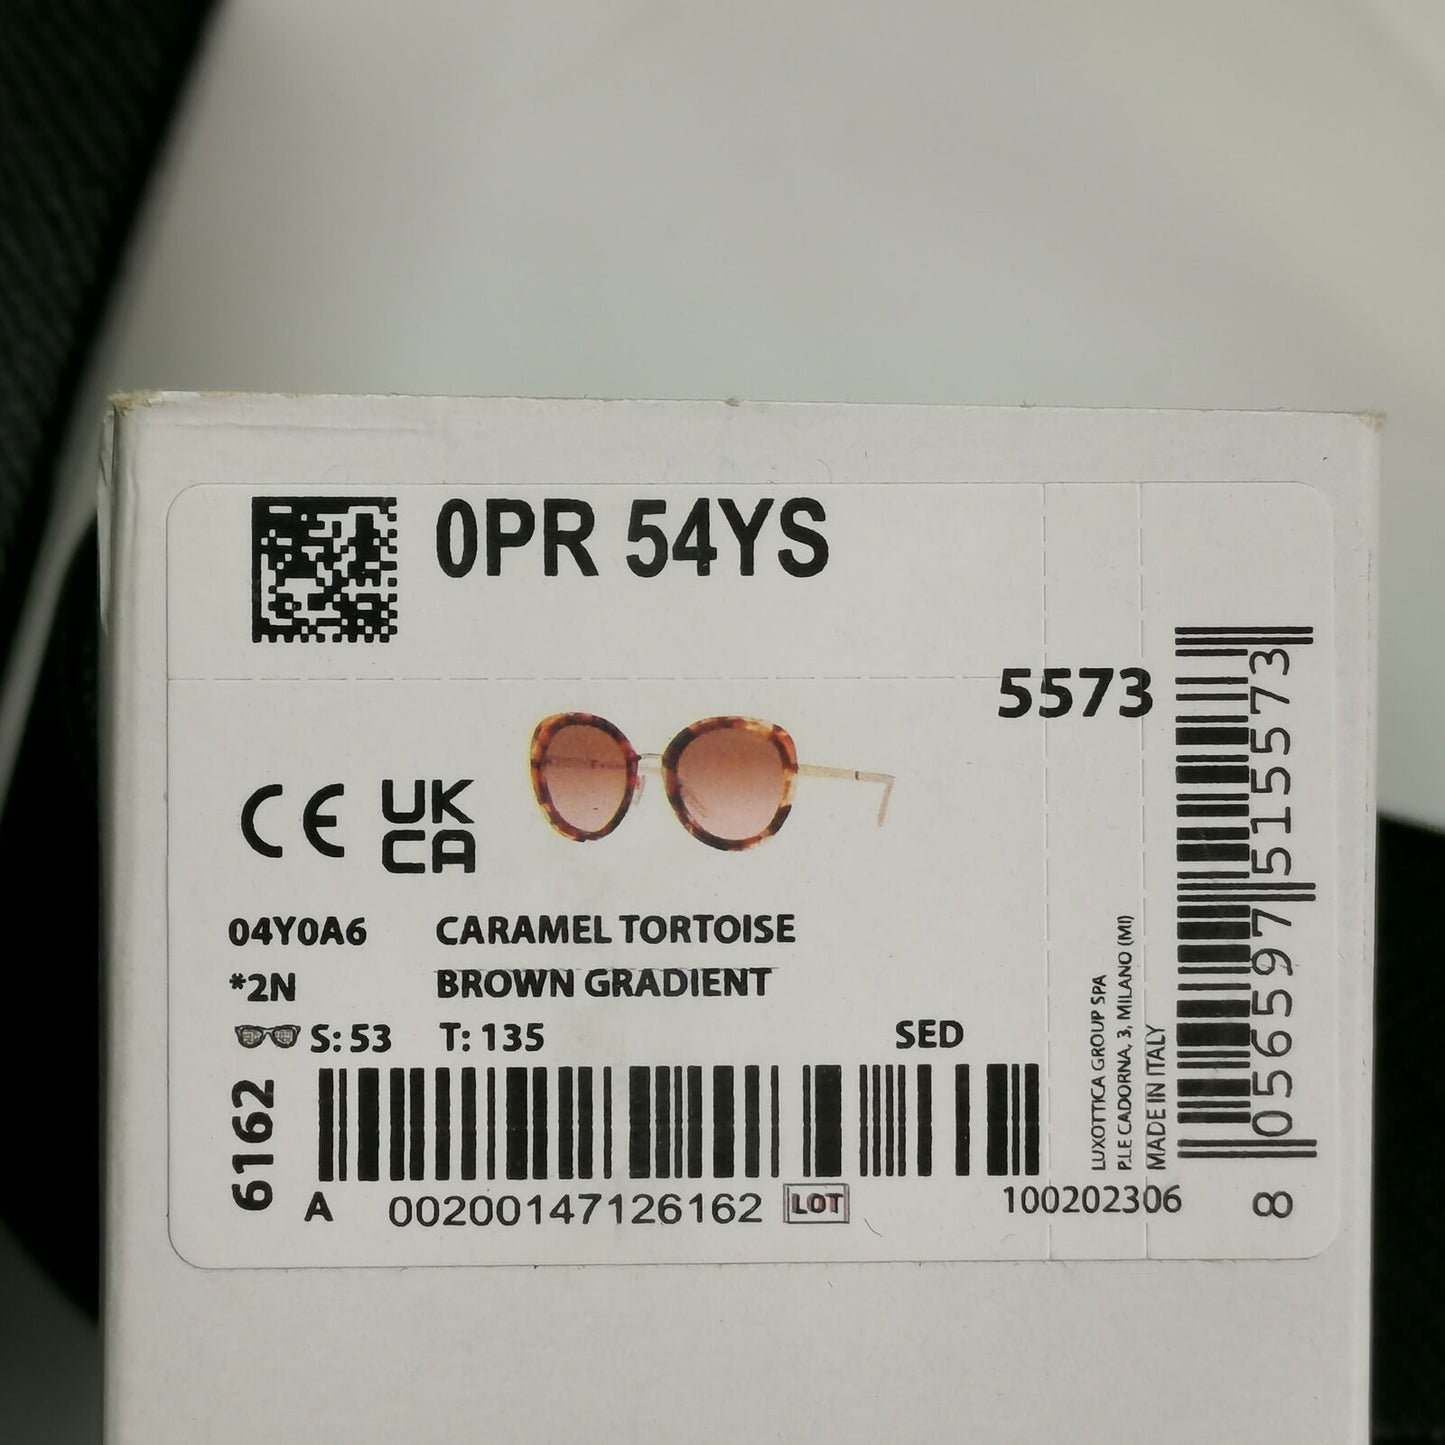 0PR 54YS
5573
CE UK
CA
04Y0A6 CARAMEL TORTOISE
*2N BROWN GRADIENT
S: 53 T: 135 SED
6162
A 00200147126162 LOT 100202306
LUXOTTICA GROUP SPA
P.LE CADORNA, 3, MILANO (MI)
MADE IN ITALY
8 056597 515573